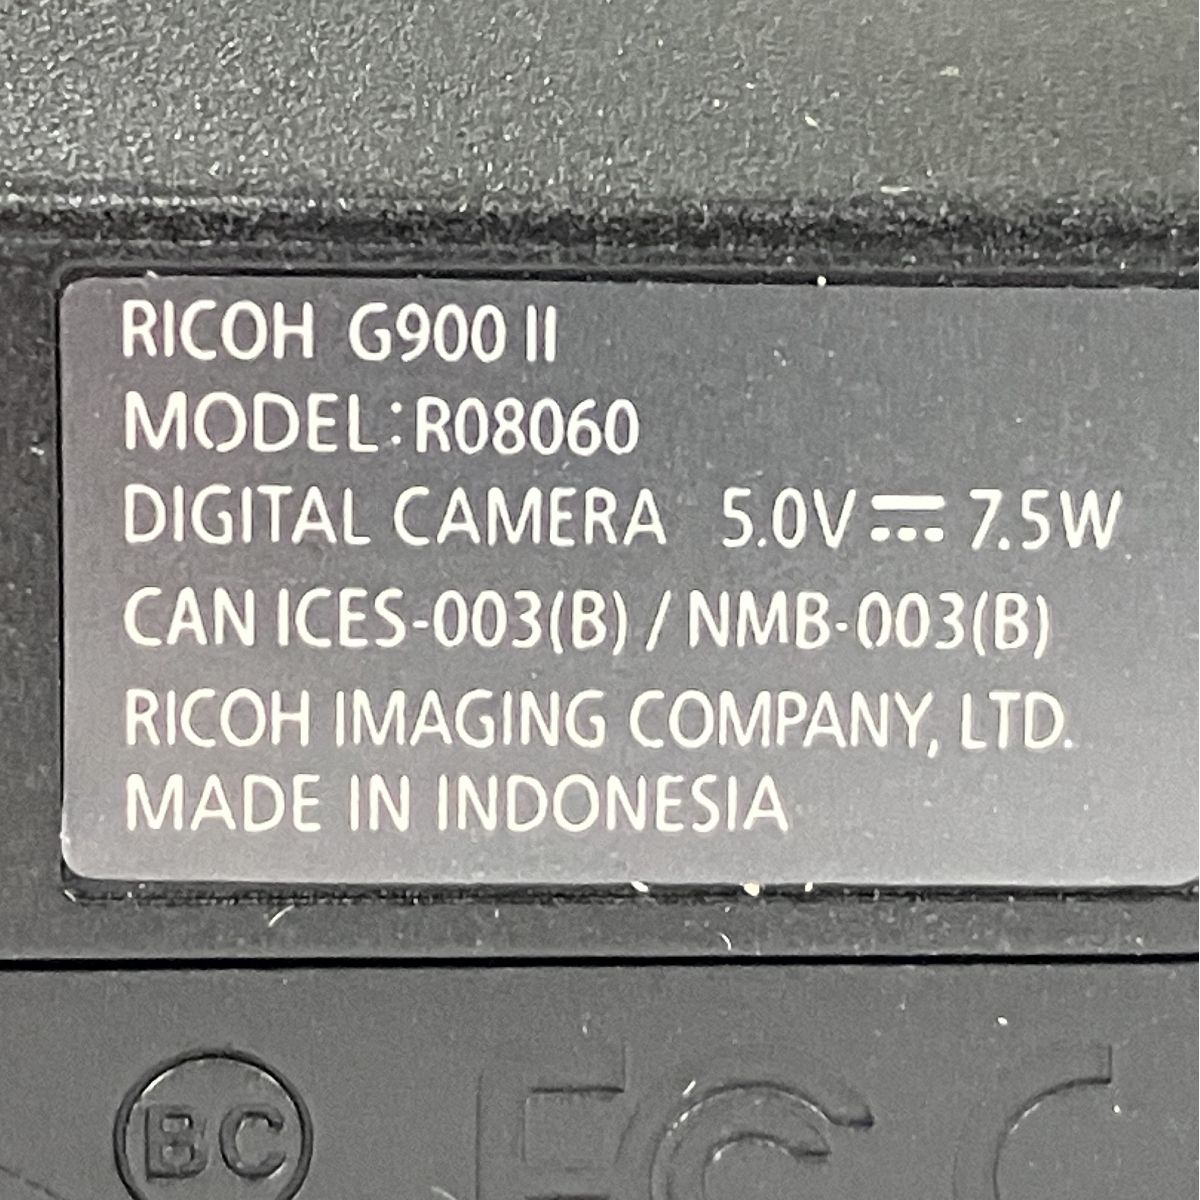 RICOH G900 II
MODEL:R08060
DIGITAL CAMERA 5.0V ⎓ 7.5W
CAN ICES-003(B) / NMB-003(B)
RICOH IMAGING COMPANY, LTD.
MADE IN INDONESIA
BC